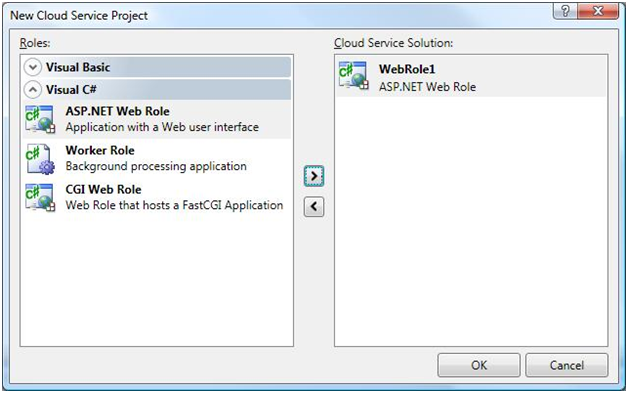 New Cloud Service Project
?
Roles:
Cloud Service Solution:
Visual Basic
Visual C#
C#
ASP.NET Web Role
Application with a Web user interface
C#
Worker Role
Background processing application
C#
CGI Web Role
Web Role that hosts a FastCGI Application
>
<
C#
WebRole1
ASP.NET Web Role
OK
Cancel